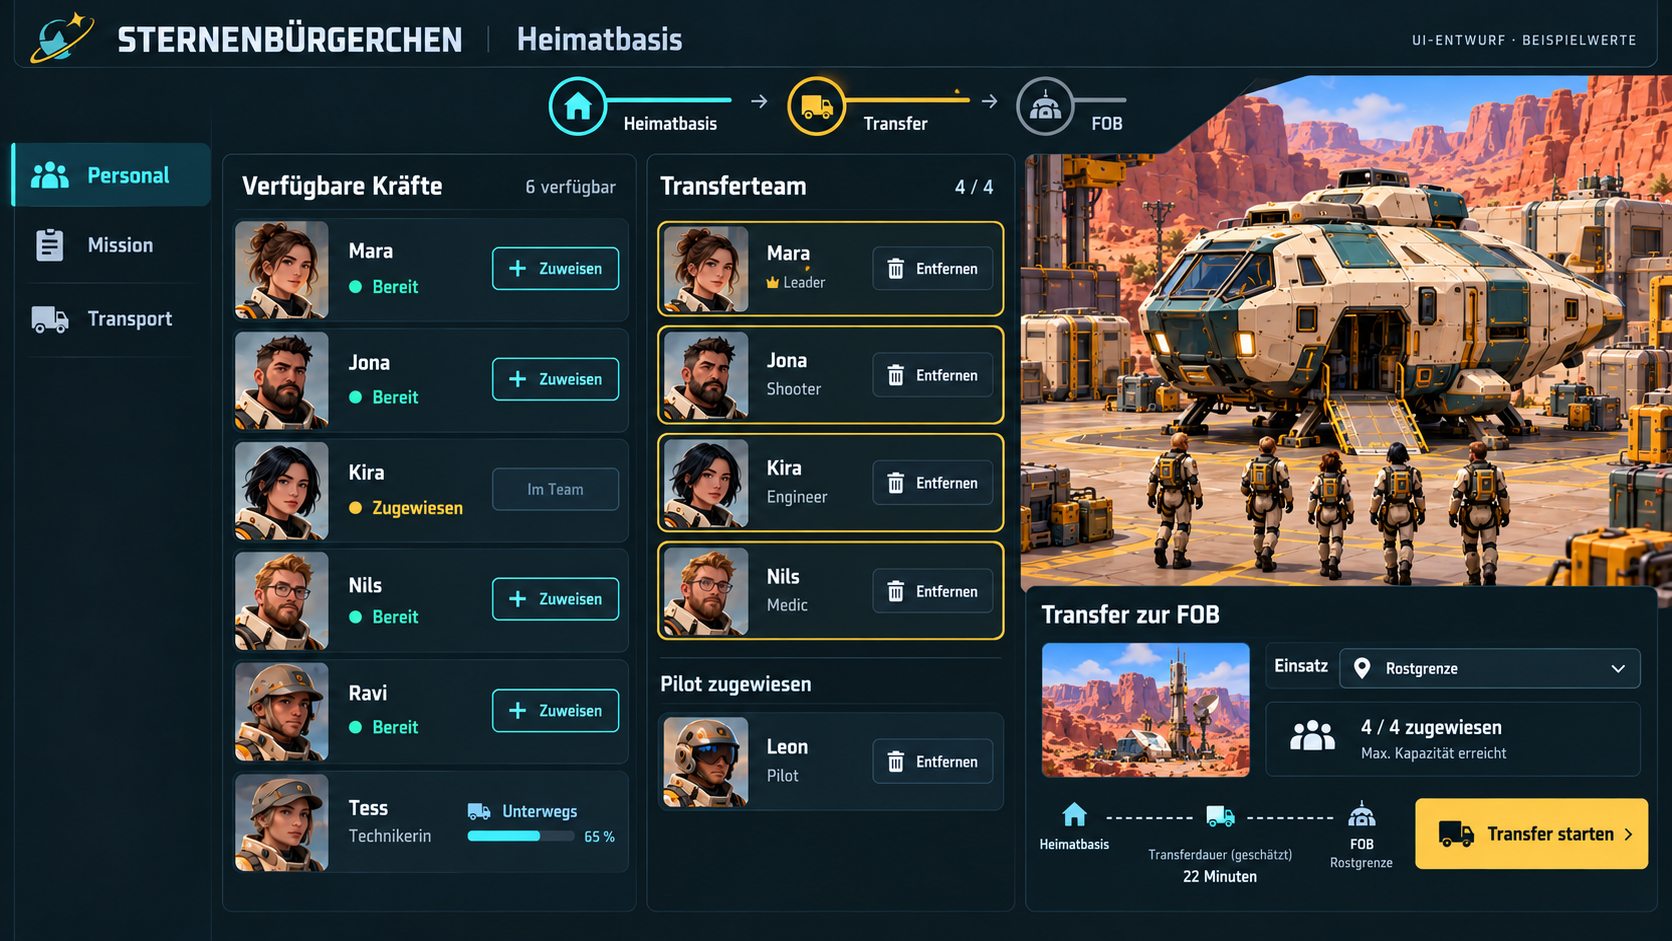 STERNENBÜRGERCHEN
Heimatbasis
UI-ENTWURF · BEISPIELWERTE
Heimatbasis
Transfer
FOB
Personal
Mission
Transport
Verfügbare Kräfte
6 verfügbar
Mara
Bereit
Zuweisen
Jona
Bereit
Zuweisen
Kira
Zugewiesen
Im Team
Nils
Bereit
Zuweisen
Ravi
Bereit
Zuweisen
Tess
Technikerin
Unterwegs
65 %
Transferteam
4 / 4
Mara
Leader
Entfernen
Jona
Shooter
Entfernen
Kira
Engineer
Entfernen
Nils
Medic
Entfernen
Pilot zugewiesen
Leon
Pilot
Entfernen
Transfer zur FOB
Einsatz
Rostgrenze
4 / 4 zugewiesen
Max. Kapazität erreicht
Heimatbasis
Transferdauer (geschätzt)
22 Minuten
FOB
Rostgrenze
Transfer starten